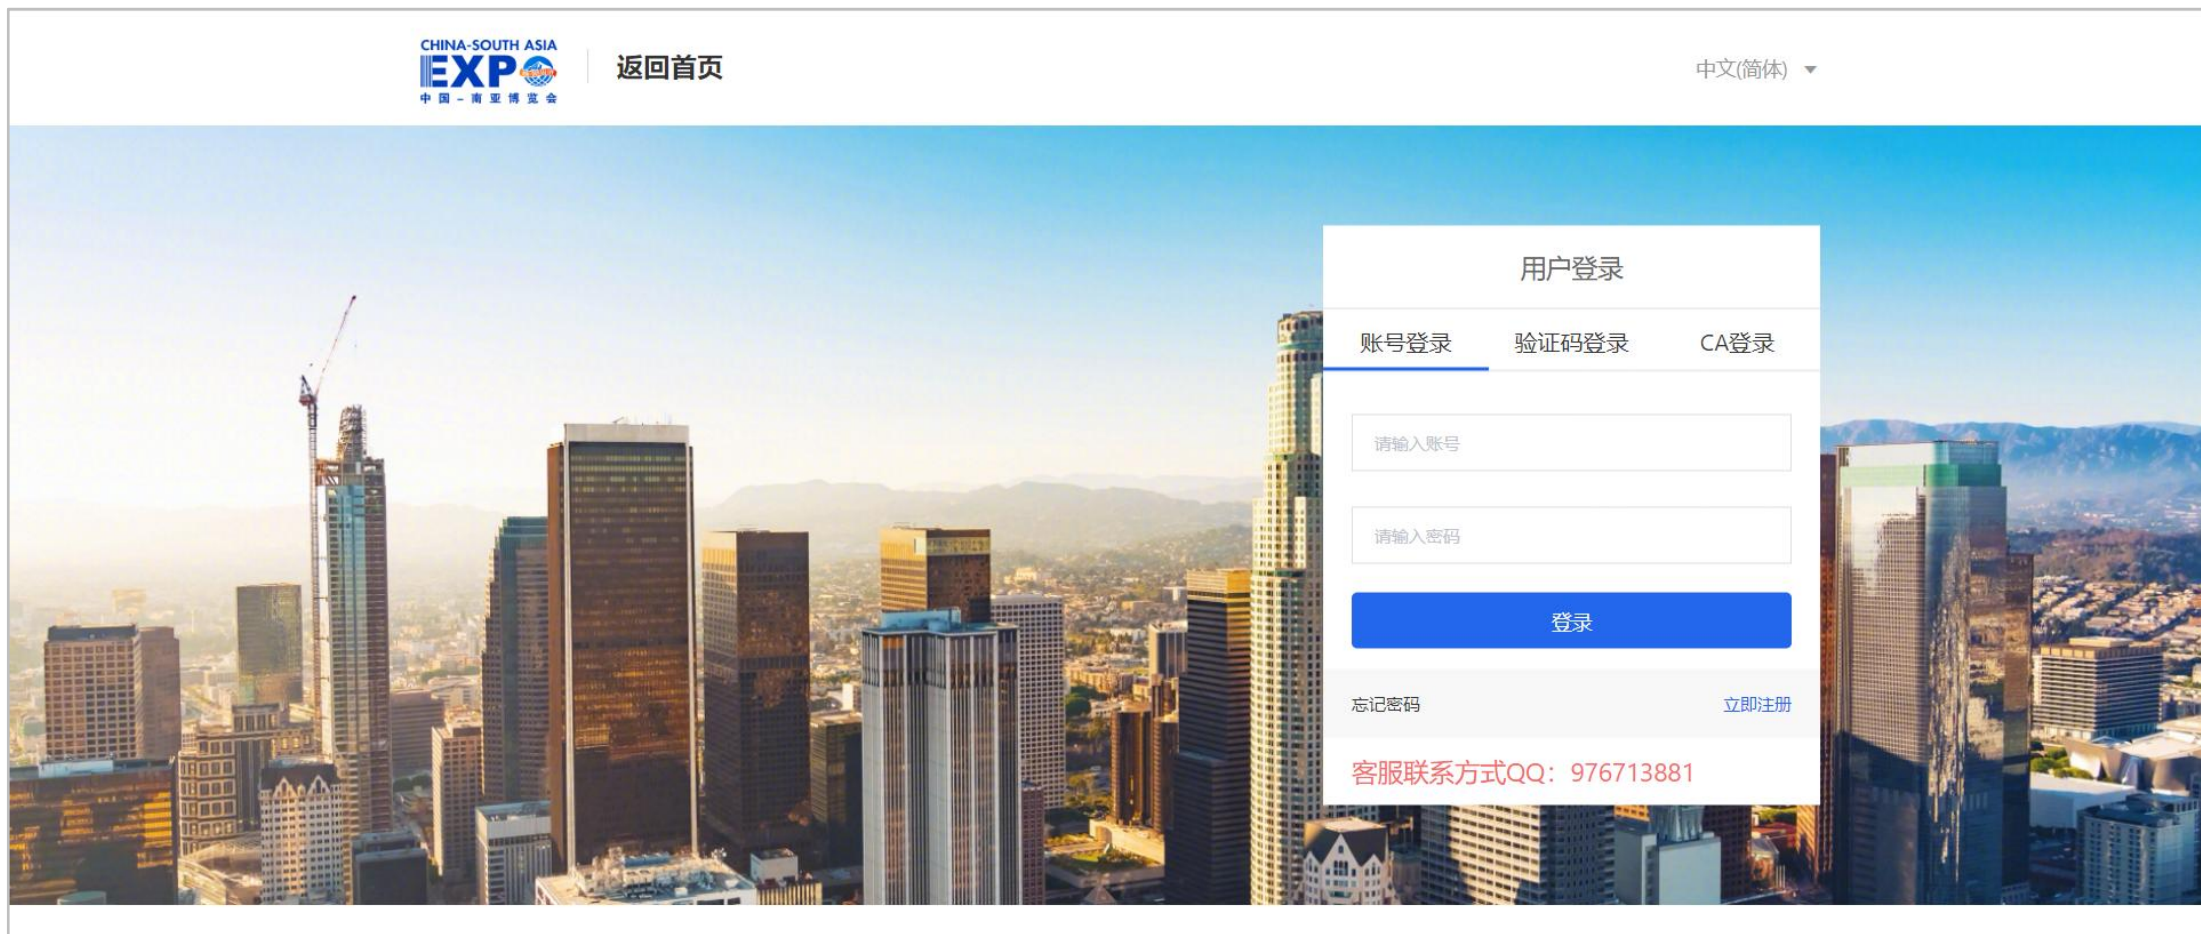 CHINA-SOUTH ASIA
EXPO
中国-南亚博览会
返回首页
中文(简体)
用户登录
账号登录 验证码登录 CA登录
请输入账号
请输入密码
登录
忘记密码 立即注册
客服联系方式QQ：976713881